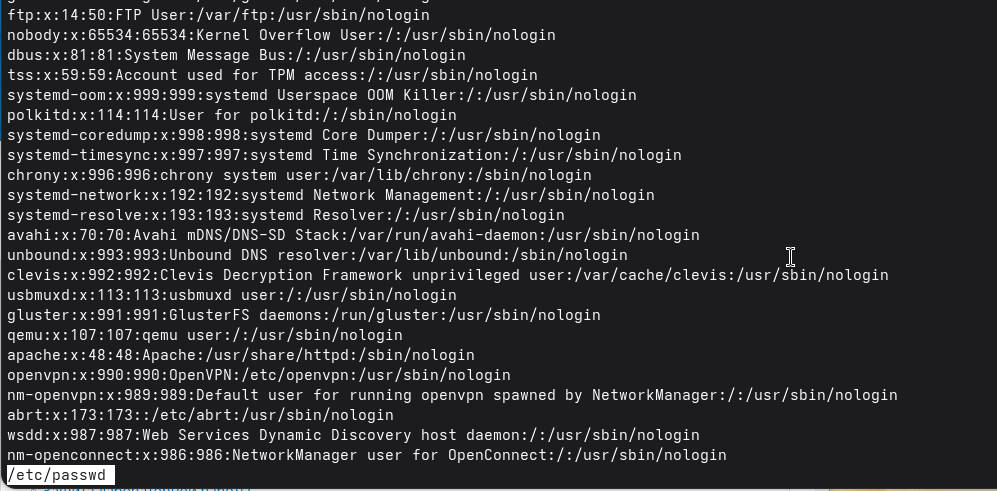 ftp:x:14:50:FTP User:/var/ftp:/usr/sbin/nologin
nobody:x:65534:65534:Kernel Overflow User:/:/usr/sbin/nologin
dbus:x:81:81:System Message Bus:/:/usr/sbin/nologin
tss:x:59:59:Account used for TPM access:/:/usr/sbin/nologin
systemd-oom:x:999:999:systemd Userspace OOM Killer:/:/usr/sbin/nologin
polkitd:x:114:114:User for polkitd:/:/sbin/nologin
systemd-coredump:x:998:998:systemd Core Dumper:/:/usr/sbin/nologin
systemd-timesync:x:997:997:systemd Time Synchronization:/:/usr/sbin/nologin
chrony:x:996:996:chrony system user:/var/lib/chrony:/sbin/nologin
systemd-network:x:192:192:systemd Network Management:/:/usr/sbin/nologin
systemd-resolve:x:193:193:systemd Resolver:/:/usr/sbin/nologin
avahi:x:70:70:Avahi mDNS/DNS-SD Stack:/var/run/avahi-daemon:/usr/sbin/nologin
unbound:x:993:993:Unbound DNS resolver:/var/lib/unbound:/sbin/nologin
clevis:x:992:992:Clevis Decryption Framework unprivileged user:/var/cache/clevis:/usr/sbin/nologin
usbmuxd:x:113:113:usbmuxd user:/:/usr/sbin/nologin
gluster:x:991:991:GlusterFS daemons:/run/gluster:/usr/sbin/nologin
qemu:x:107:107:qemu user:/:/usr/sbin/nologin
apache:x:48:48:Apache:/usr/share/httpd:/sbin/nologin
openvpn:x:990:990:OpenVPN:/etc/openvpn:/usr/sbin/nologin
nm-openvpn:x:989:989:Default user for running openvpn spawned by NetworkManager:/:/usr/sbin/nologin
abrt:x:173:173::/etc/abrt:/usr/sbin/nologin
wsdd:x:987:987:Web Services Dynamic Discovery host daemon:/:/usr/sbin/nologin
nm-openconnect:x:986:986:NetworkManager user for OpenConnect:/:/usr/sbin/nologin
/etc/passwd